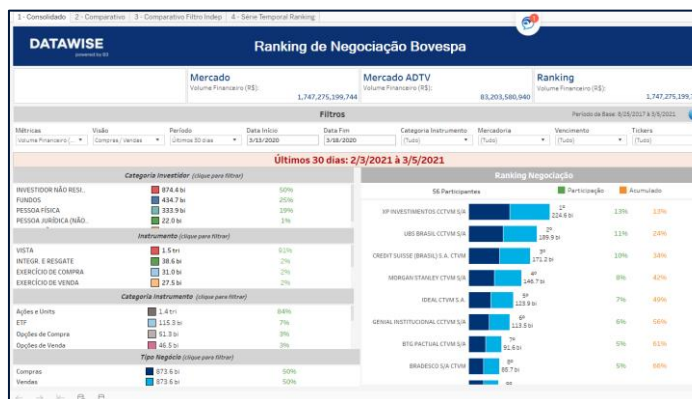 1 - Consolidado 2 - Comparativo 3 - Comparativo Filtro Indep 4 - Série Temporal Ranking
DATAWISE
powered by B3
Ranking de Negociação Bovespa
Mercado Mercado ADTV Ranking
Volume Financeiro (R$): Volume Financeiro (R$): Volume Financeiro (R$):
1,747,275,199,744 83,203,580,940 1,747,275,199,
Filtros
Período da Base: 8/25/2017 à 3/5/2021
Métricas Visão Período Data Início Data Fim Categoria Instrumento Mercadoria Vencimento Tickers
Volume Financeiro (... Compras / Vendas Últimos 30 dias 3/13/2020 3/18/2020 (Tudo) (Tudo) (Tudo) (Tudo)
Últimos 30 dias: 2/3/2021 à 3/5/2021
Categoria Investidor (clique para filtrar)
INVESTIDOR NÃO RESI.. 874.4 bi 50%
FUNDOS 434.7 bi 25%
PESSOA FÍSICA 333.9 bi 19%
PESSOA JURÍDICA (NÃO.. 22.0 bi 1%
Instrumento (clique para filtrar)
VISTA 1.5 tri 81%
INTEGR. E RESGATE 38.6 bi 2%
EXERCÍCIO DE COMPRA 31.0 bi 2%
EXERCÍCIO DE VENDA 27.5 bi 2%
Categoria Instrumento (clique para filtrar)
Ações e Units 1.4 tri 84%
ETF 115.3 bi 7%
Opções de Compra 51.3 bi 3%
Opções de Venda 46.5 bi 3%
Tipo Negócio (clique para filtrar)
Compras 873.6 bi 50%
Vendas 873.6 bi 50%
Ranking Negociação
56 Participantes Participação Acumulado
XP INVESTIMENTOS CCTVM S/A 1º 224.6 bi 13% 13%
UBS BRASIL CCTVM S/A 2º 189.9 bi 11% 24%
CREDIT SUISSE (BRASIL) S.A. CTVM 3º 171.2 bi 10% 34%
MORGAN STANLEY CTVM S/A 4º 146.7 bi 8% 42%
IDEAL CTVM S.A. 5º 123.9 bi 7% 49%
GENIAL INSTITUCIONAL CCTVM S/A 6º 113.5 bi 6% 56%
BTG PACTUAL CTVM S/A 7º 91.6 bi 5% 61%
BRADESCO S/A CTVM 8º 85.7 bi 5% 66%